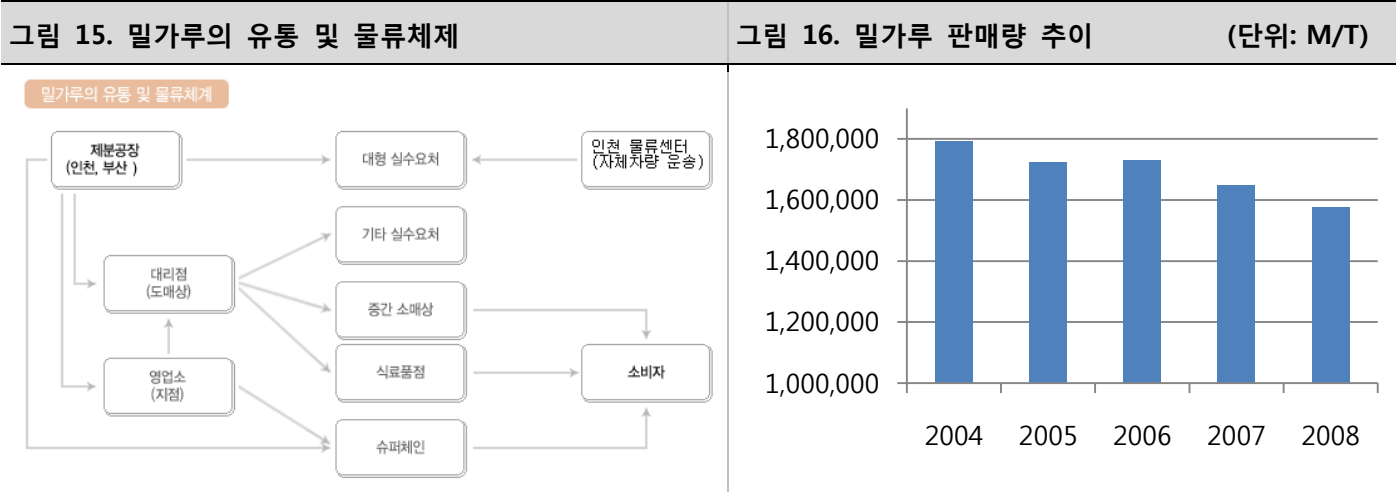 그림 15. 밀가루의 유통 및 물류체제
밀가루의 유통 및 물류체계
제분공장
(인천, 부산 )
대형 실수요처
인천 물류센터
(자체차량 운송)
기타 실수요처
대리점
(도매상)
중간 소매상
식료품점
소비자
영업소
(지점)
슈퍼체인
그림 16. 밀가루 판매량 추이 (단위: M/T)
1,800,000
1,600,000
1,400,000
1,200,000
1,000,000
2004 2005 2006 2007 2008